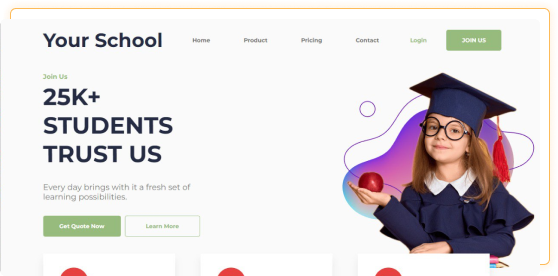 Your School
Home
Product
Pricing
Contact
Login
JOIN US
Join Us
25K+
STUDENTS
TRUST US
Every day brings with it a fresh set of
learning possibilities.
Get Quote Now
Learn More